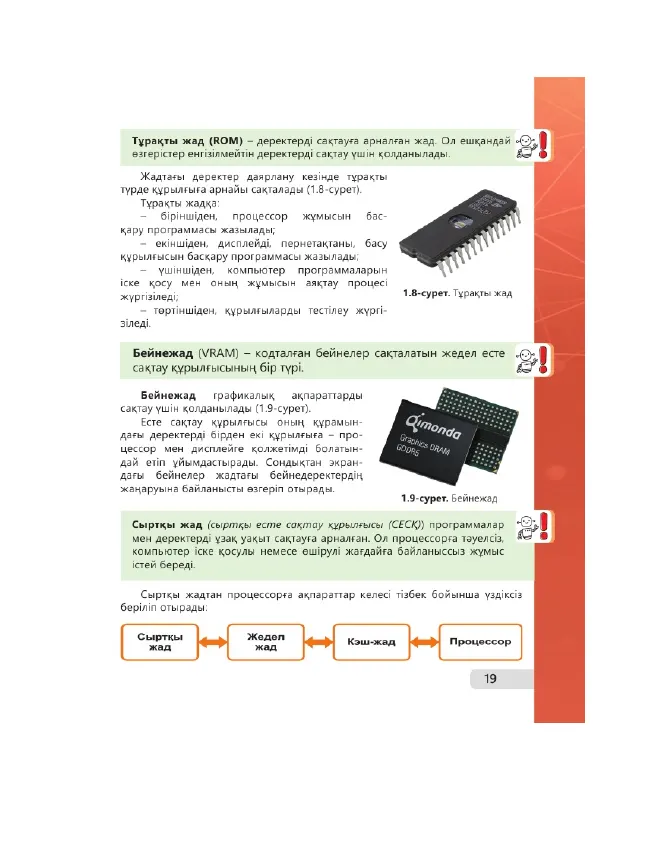 Тұрақты жад (ROM) – деректерді сақтауға арналған жад. Ол ешқандай
өзгерістер енгізілмейтін деректерді сақтау үшін қолданылады.
Жадтағы деректер даярлану кезінде тұрақты
түрде құрылғыға арнайы сақталады (1.8-сурет).
Тұрақты жадқа:
– біріншіден, процессор жұмысын бас-
қару программасы жазылады;
– екіншіден, дисплейді, пернетақтаны, басу
құрылғысын басқару программасы жазылады;
– үшіншіден, компьютер программаларын
іске қосу мен оның жұмысын аяқтау процесі
жүргізіледі;
– төртіншіден, құрылғыларды тестілеу жүргі-
зіледі.
1.8-сурет. Тұрақты жад
Бейнежад (VRAM) – кодталған бейнелер сақталатын жедел есте
сақтау құрылғысының бір түрі.
Бейнежад графикалық ақпараттарды
сақтау үшін қолданылады (1.9-сурет).
Есте сақтау құрылғысы оның құрамын-
дағы деректерді бірден екі құрылғыға – про-
цессор мен дисплейге қолжетімді болатын-
дай етіп ұйымдастырады. Сондықтан экран-
дағы бейнелер жадтағы бейнедеректердің
жаңаруына байланысты өзгеріп отырады.
Qimonda
Graphics DRAM
GDDR5
1.9-сурет. Бейнежад
Сыртқы жад (сыртқы есте сақтау құрылғысы (СЕСҚ)) программалар
мен деректерді ұзақ уақыт сақтауға арналған. Ол процессорға тәуелсіз,
компьютер іске қосулы немесе өшірулі жағдайға байланыссыз жұмыс
істей береді.
Сыртқы жадтан процессорға ақпараттар келесі тізбек бойынша үздіксіз
беріліп отырады:
Сыртқы
жад
Жедел
жад
Кэш-жад
Процессор
19